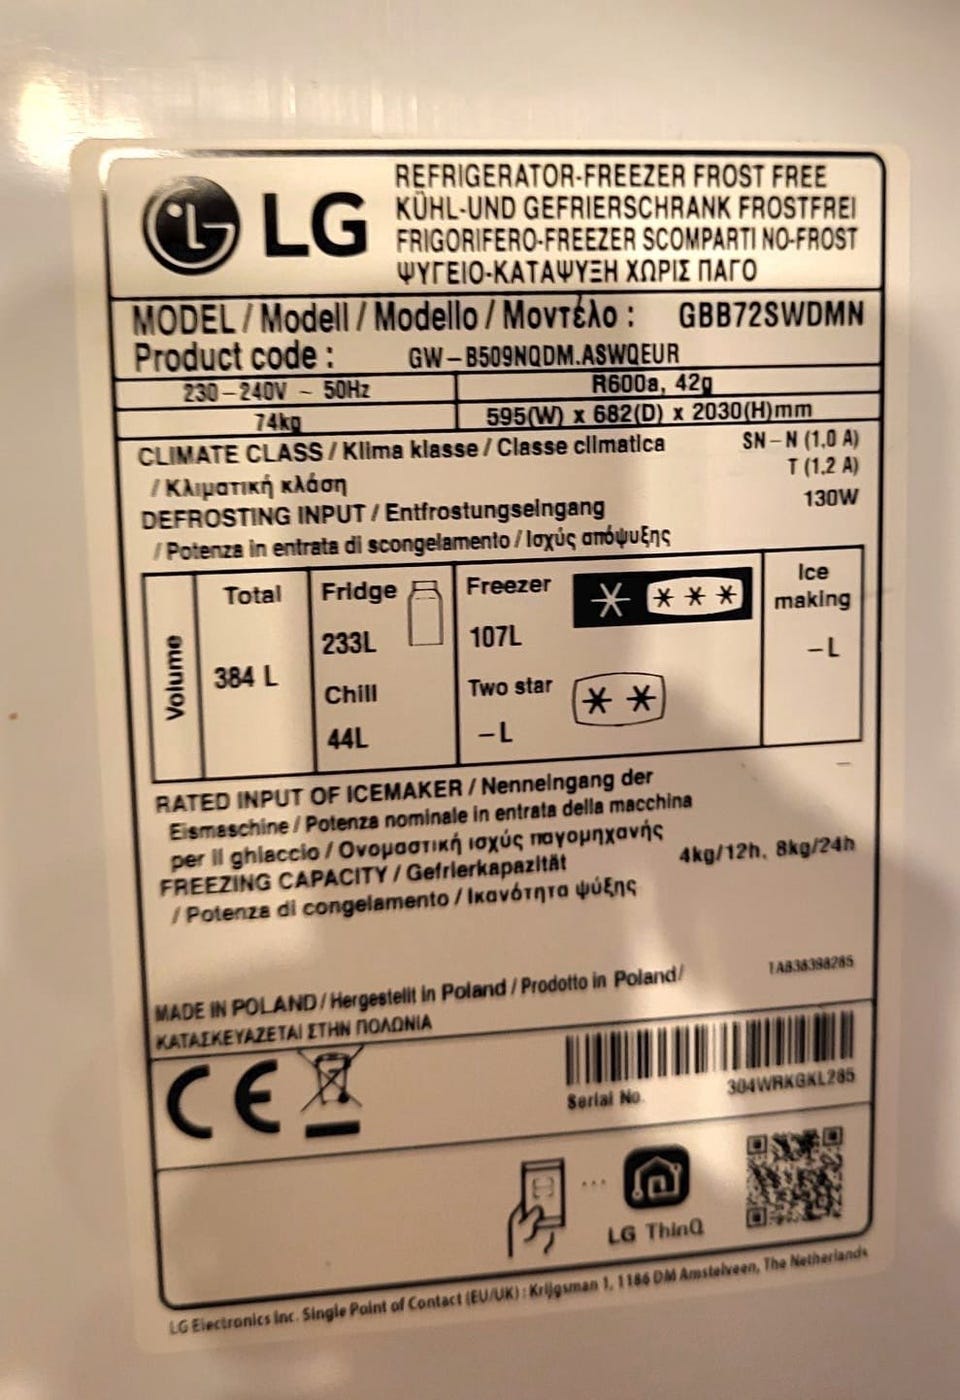 LG
REFRIGERATOR-FREEZER FROST FREE
KÜHL-UND GEFRIERSCHRANK FROSTFREI
FRIGORIFERO-FREEZER SCOMPARTI NO-FROST
ΨΥΓΕΙΟ-ΚΑΤΑΨΥΞΗ ΧΩΡΙΣ ΠΑΓΟ
MODEL / Modell / Modello / Μοντέλο : GBB72SWDMN
Product code : GW-B509NQDM.ASWQEUR
230-240V ~ 50Hz
R600a, 42g
74kg
595(W) x 682(D) x 2030(H)mm
CLIMATE CLASS / Klima klasse / Classe climatica
/ Κλιματική κλάση
SN-N (1.0 A)
T (1.2 A)
DEFROSTING INPUT / Entfrostungseingang
/ Potenza in entrata di scongelamento / Ισχύς απόψυξης
130W
Volume
Total
384 L
Fridge
233L
Chill
44L
Freezer
107L
Two star
-L
Ice
making
-L
RATED INPUT OF ICEMAKER / Nenneingang der
Eismaschine / Potenza nominale in entrata della macchina
per il ghiaccio / Ονομαστική ισχύς παγομηχανής
–
FREEZING CAPACITY / Gefrierkapazität
/ Potenza di congelamento / Ικανότητα ψύξης
4kg/12h, 8kg/24h
MADE IN POLAND / Hergestellt in Poland / Prodotto in Poland/
ΚΑΤΑΣΚΕΥΑΖΕΤΑΙ ΣΤΗΝ ΠΟΛΩΝΙΑ
TAB38398285
CE
Serial No.
304WRKGKL285
LG ThinQ
LG Electronics Inc. Single Point of Contact (EU/UK) : Krijgsman 1, 1186 DM Amstelveen, The Netherlands